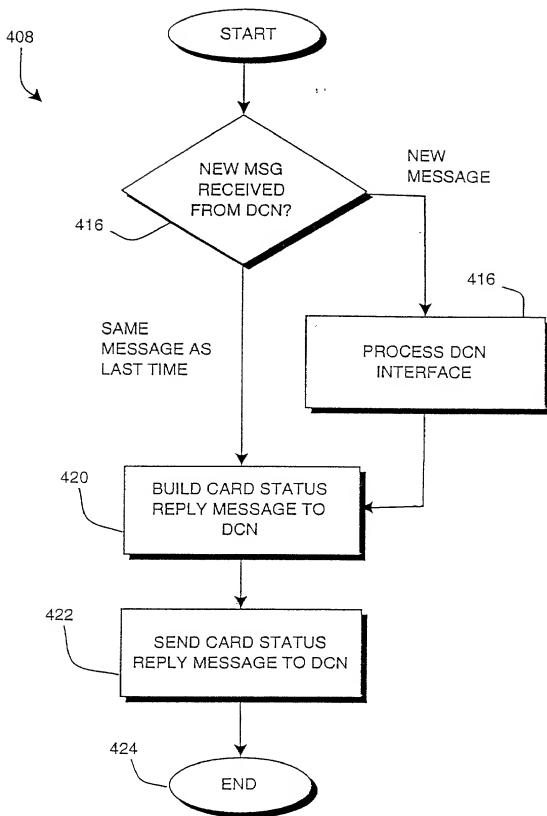 408
START
NEW MSG
RECEIVED
FROM DCN?
416
NEW
MESSAGE
416
PROCESS DCN
INTERFACE
SAME
MESSAGE AS
LAST TIME
420
BUILD CARD STATUS
REPLY MESSAGE TO
DCN
422
SEND CARD STATUS
REPLY MESSAGE TO DCN
424
END